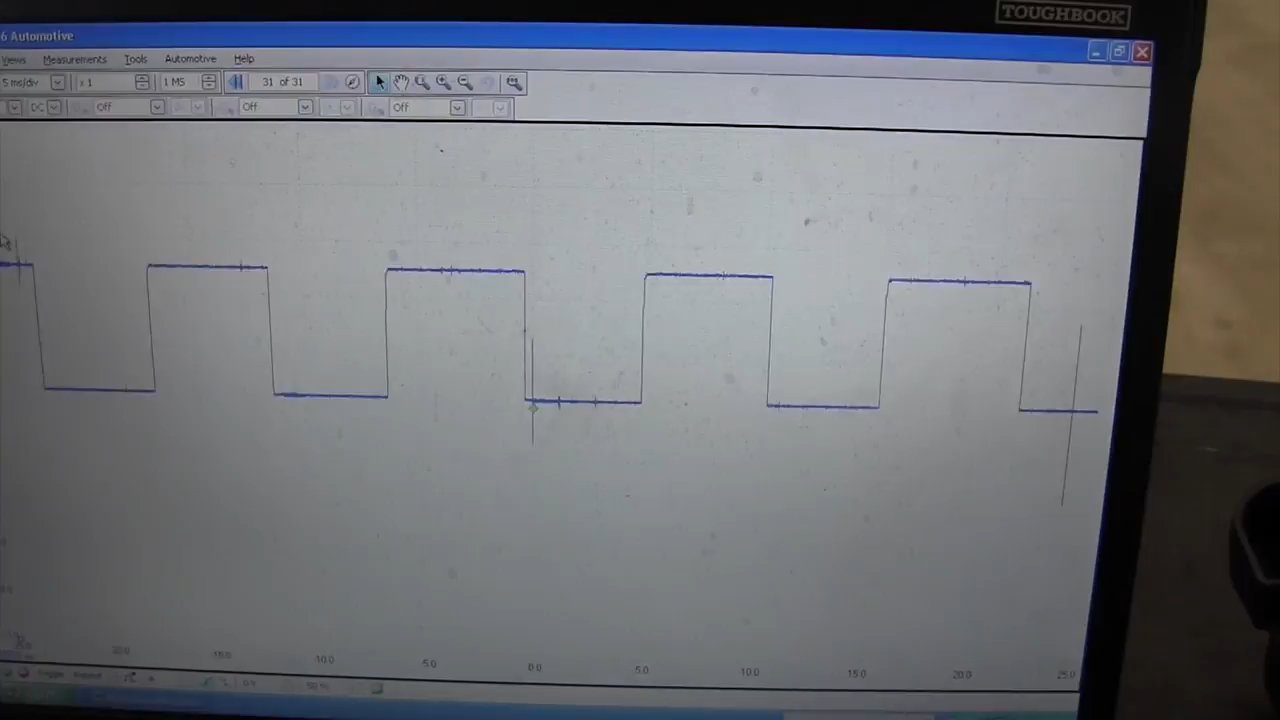 TOUGHBOOK
6 Automotive
Views Measurements Tools Automotive Help
5 ms/div x 1 1 MS 31 of 31
DC Off Off Off
20.0 15.0 -10.0 -5.0 0.0 5.0 10.0 15.0 20.0 25.0